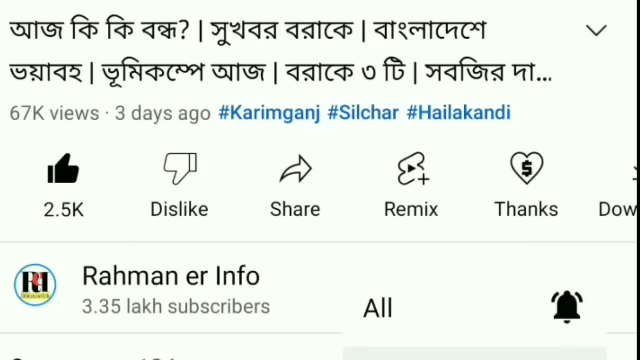 আজ কি কি বন্ধ? | সুখবর বরাকে | বাংলাদেশে
ভয়াবহ | ভূমিকম্পে আজ | বরাকে ৩ টি | সবজির দা...
67K views · 3 days ago #Karimganj #Silchar #Hailakandi
2.5K Dislike Share Remix Thanks Dow
Rahman er Info
3.35 lakh subscribers
All